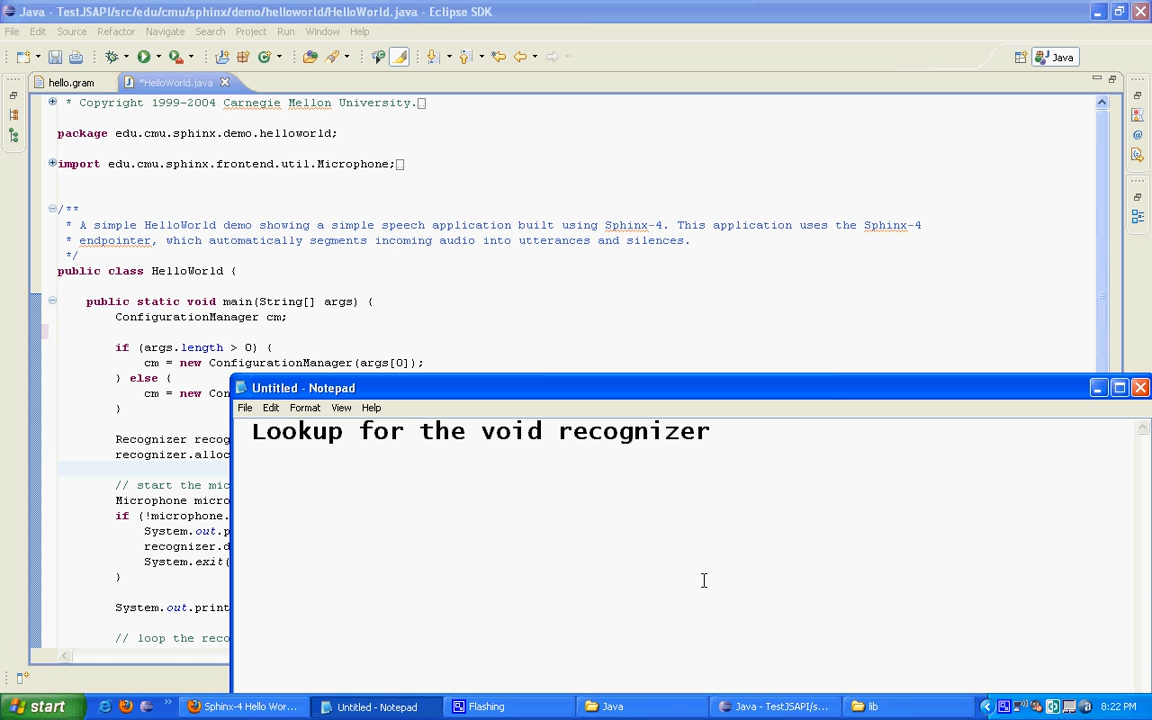 Java - TestJSAPI/src/edu/cmu/sphinx/demo/helloworld/HelloWorld.java - Eclipse SDK
File Edit Source Refactor Navigate Search Project Run Window Help
Java
hello.gram *HelloWorld.java
* Copyright 1999-2004 Carnegie Mellon University.
package edu.cmu.sphinx.demo.helloworld;
import edu.cmu.sphinx.frontend.util.Microphone;
/**
* A simple HelloWorld demo showing a simple speech application built using Sphinx-4. This application uses the Sphinx-4
* endpointer, which automatically segments incoming audio into utterances and silences.
*/
public class HelloWorld {
public static void main(String[] args) {
ConfigurationManager cm;
if (args.length > 0) {
cm = new ConfigurationManager(args[0]);
} else {
cm = new Con
}
Recognizer recog
recognizer.alloc
// start the mic
Microphone micro
if (!microphone.
System.out.p
recognizer.d
System.exit(
}
System.out.print
// loop the reco
Untitled - Notepad
File Edit Format View Help
Lookup for the void recognizer
start Sphinx-4 Hello Wor... Untitled - Notepad Flashing Java Java - TestJSAPI/s... lib 8:22 PM